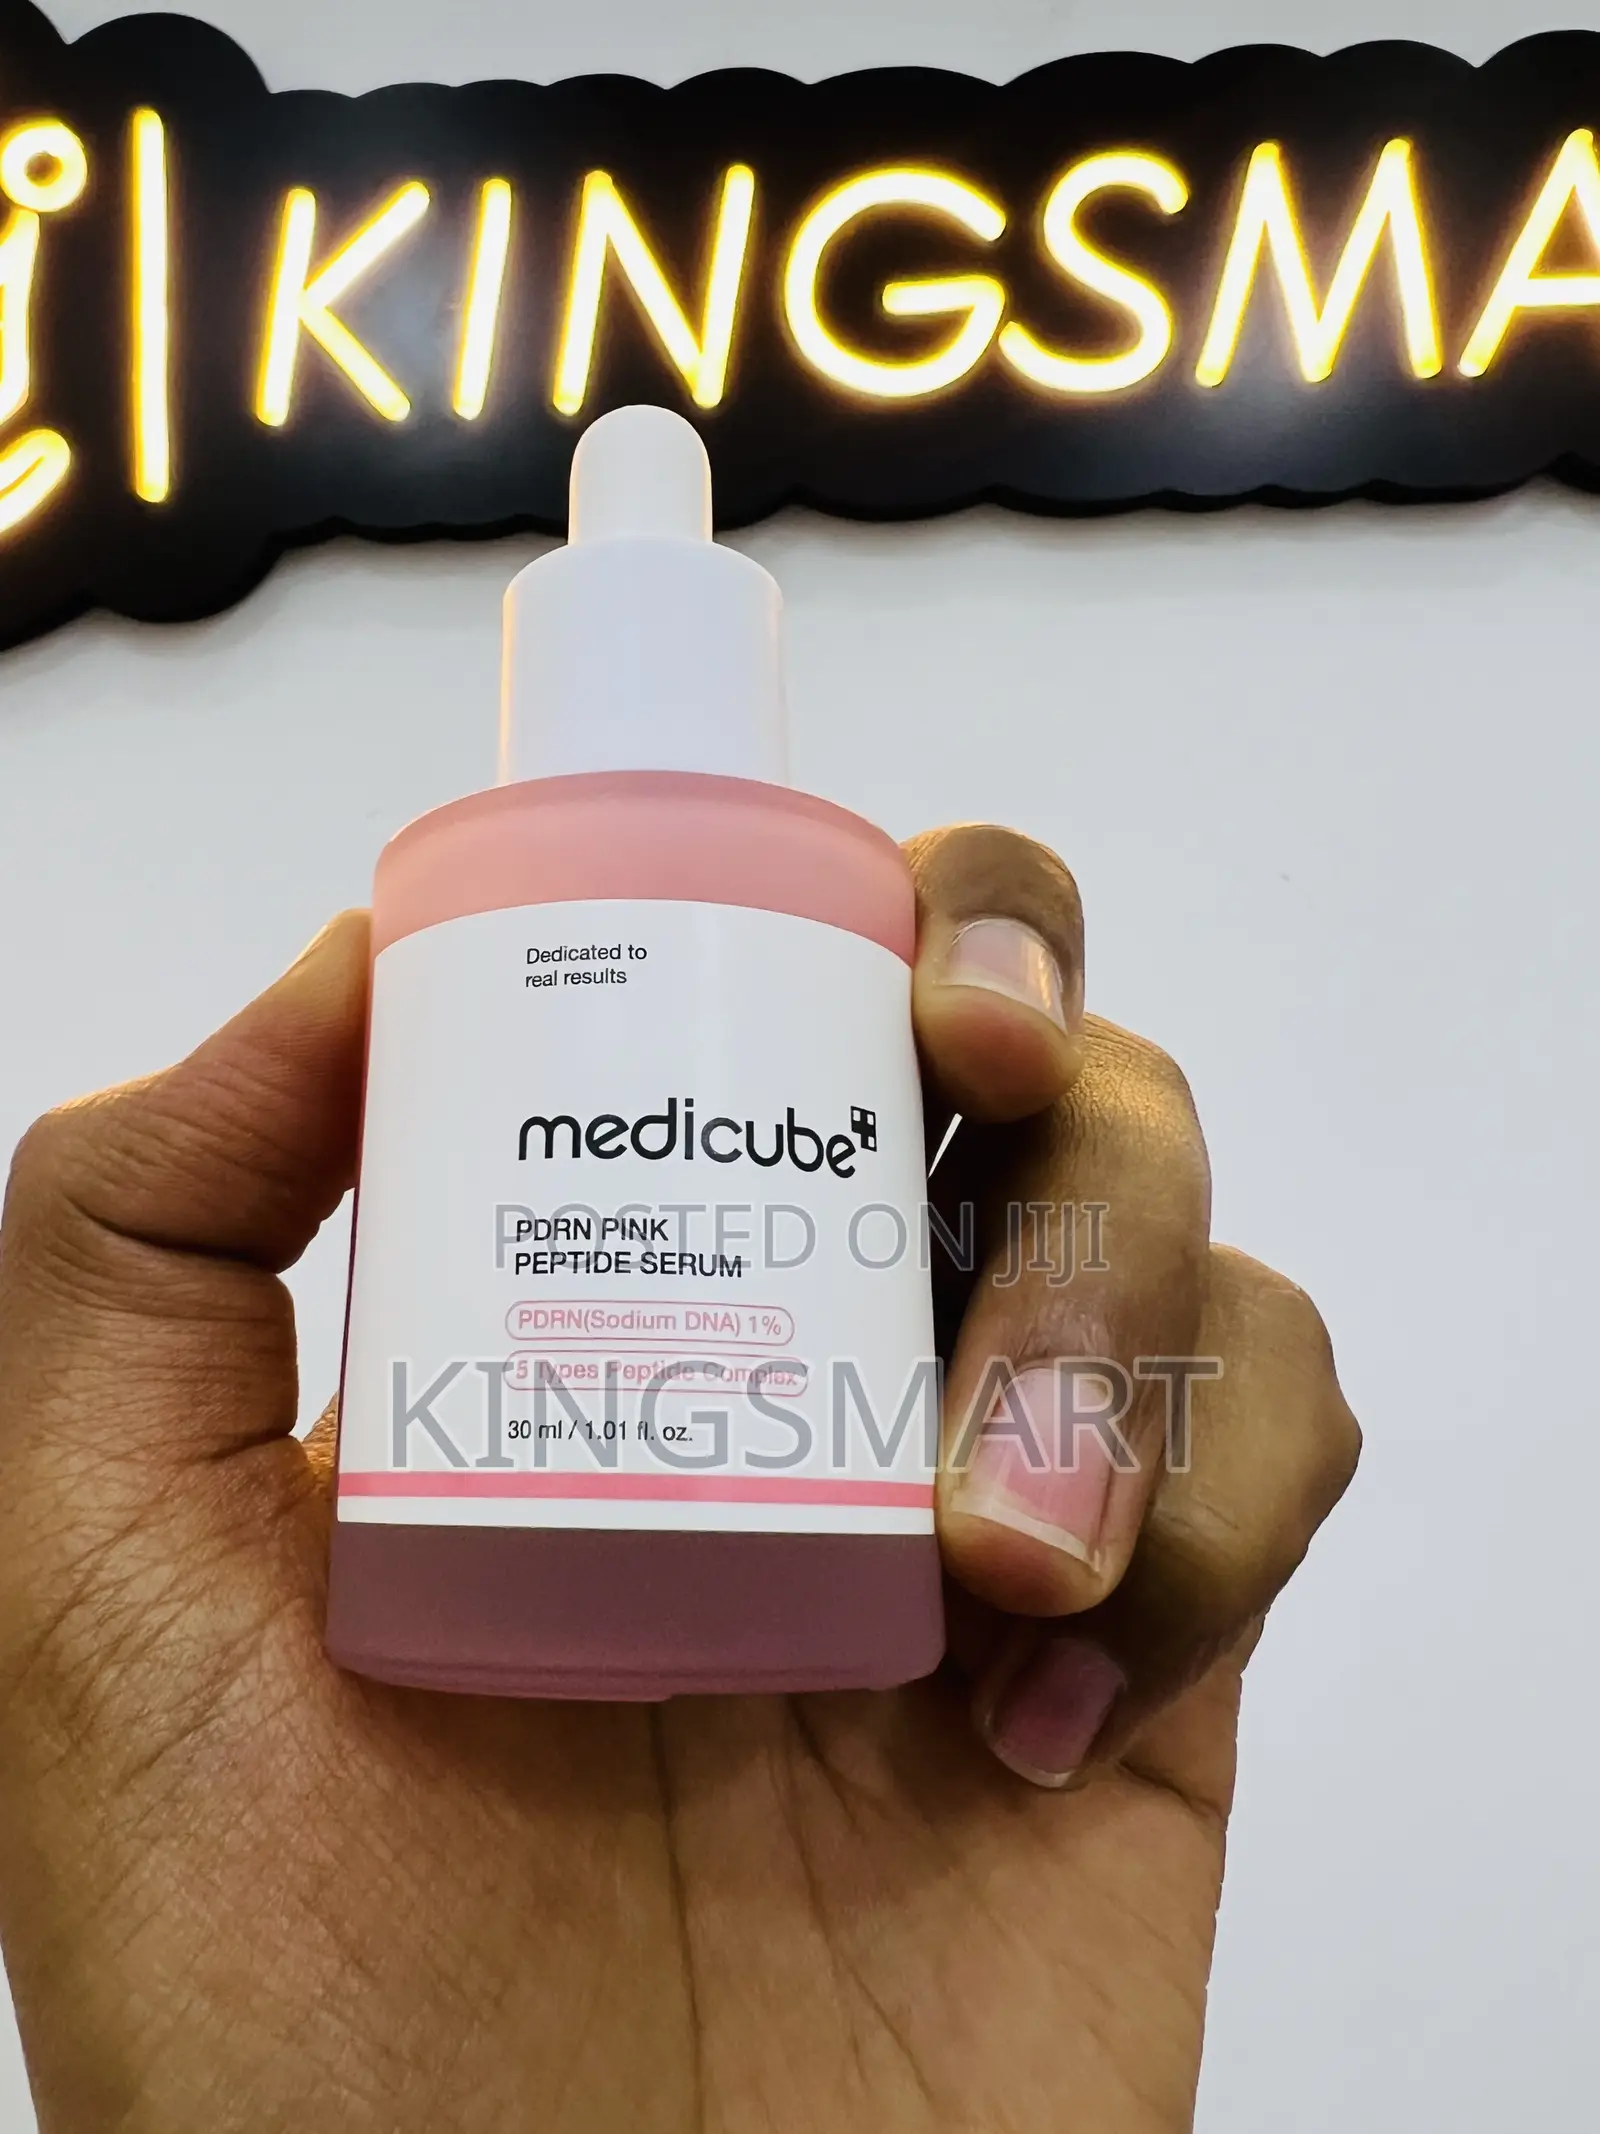 KINGSMA
Dedicated to
real results
medicube
PDRN PINK
PEPTIDE SERUM
POSTED ON JIJI
PDRN(Sodium DNA) 1%
5 Types Peptide Complex
KINGSMART
30 ml / 1.01 fl. oz.